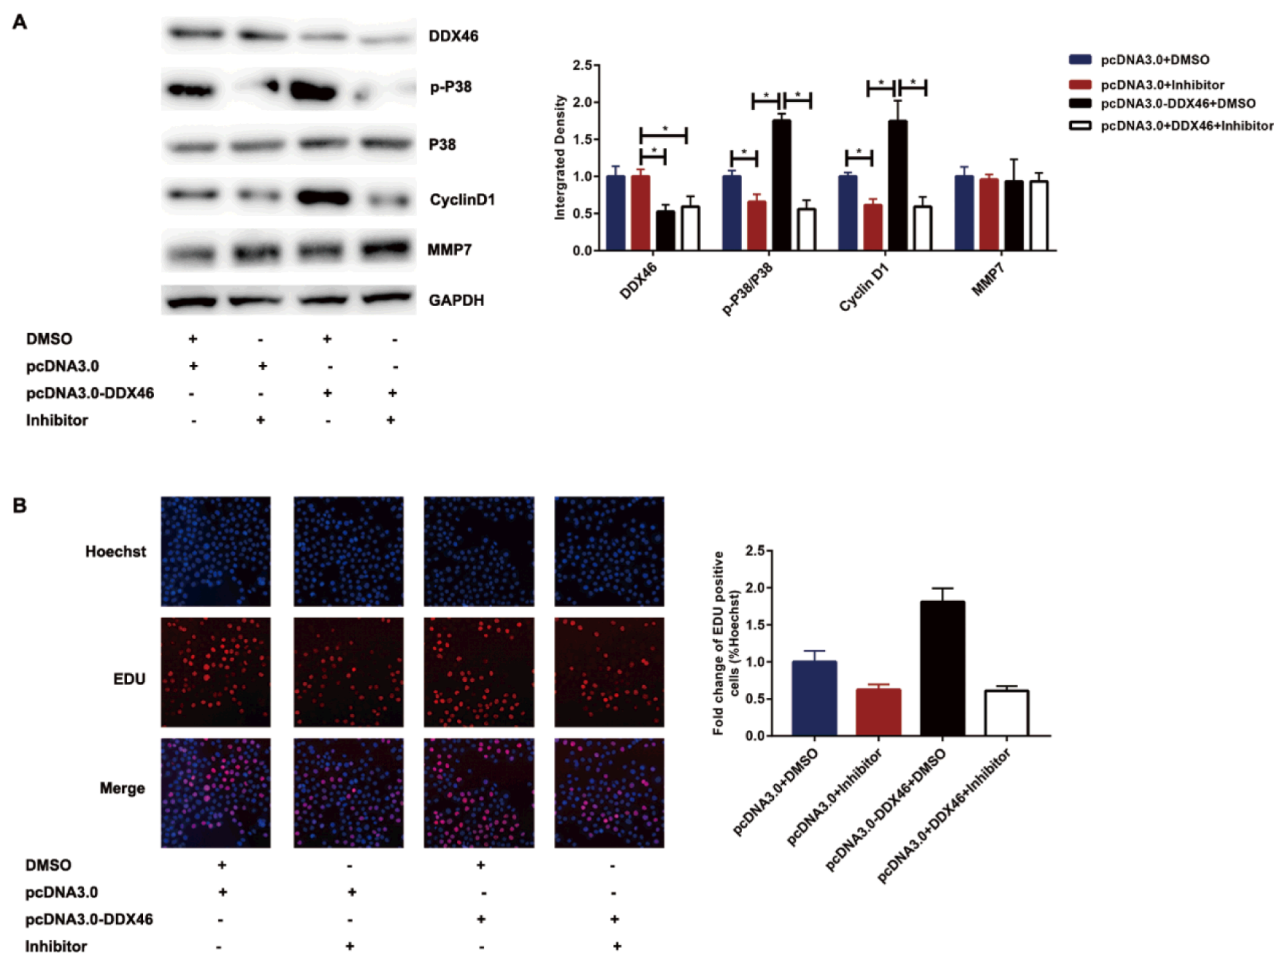 A
DDX46
p-P38
P38
CyclinD1
MMP7
GAPDH
DMSO + - + -
pcDNA3.0 + + - -
pcDNA3.0-DDX46 - - + +
Inhibitor - + - +
Intergrated Density
2.5
2.0
1.5
1.0
0.5
0.0
* * * * * * * *
DDX46
p-P38/P38
Cyclin D1
MMP7
pcDNA3.0+DMSO
pcDNA3.0+Inhibitor
pcDNA3.0-DDX46+DMSO
pcDNA3.0+DDX46+Inhibitor
B
Hoechst
EDU
Merge
DMSO + - + -
pcDNA3.0 + + - -
pcDNA3.0-DDX46 - - + +
Inhibitor - + - +
Fold change of EDU positive
cells (%Hoechst)
2.5
2.0
1.5
1.0
0.5
0.0
pcDNA3.0+DMSO
pcDNA3.0+Inhibitor
pcDNA3.0-DDX46+DMSO
pcDNA3.0+DDX46+Inhibitor